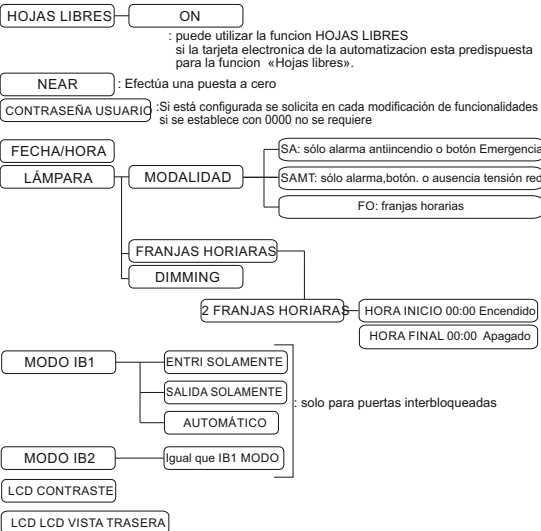 HOJAS LIBRES
ON
: puede utilizar la funcion HOJAS LIBRES
si la tarjeta electronica de la automatizacion esta predispuesta
para la funcion «Hojas libres».
NEAR
: Efectúa una puesta a cero
CONTRASEÑA USUARIO
:Si está configurada se solicita en cada modificación de funcionalidades
si se establece con 0000 no se requiere
FECHA/HORA
LÁMPARA
MODALIDAD
SA: sólo alarma antiincendio o botón Emergencia
SAMT: sólo alarma,botón. o ausencia tensión red
FO: franjas horarias
FRANJAS HORIARAS
DIMMING
2 FRANJAS HORIARAS
HORA INICIO 00:00 Encendido
HORA FINAL 00:00 Apagado
MODO IB1
ENTRI SOLAMENTE
SALIDA SOLAMENTE
AUTOMÁTICO
: solo para puertas interbloqueadas
MODO IB2
Igual que IB1 MODO
LCD CONTRASTE
LCD LCD VISTA TRASERA